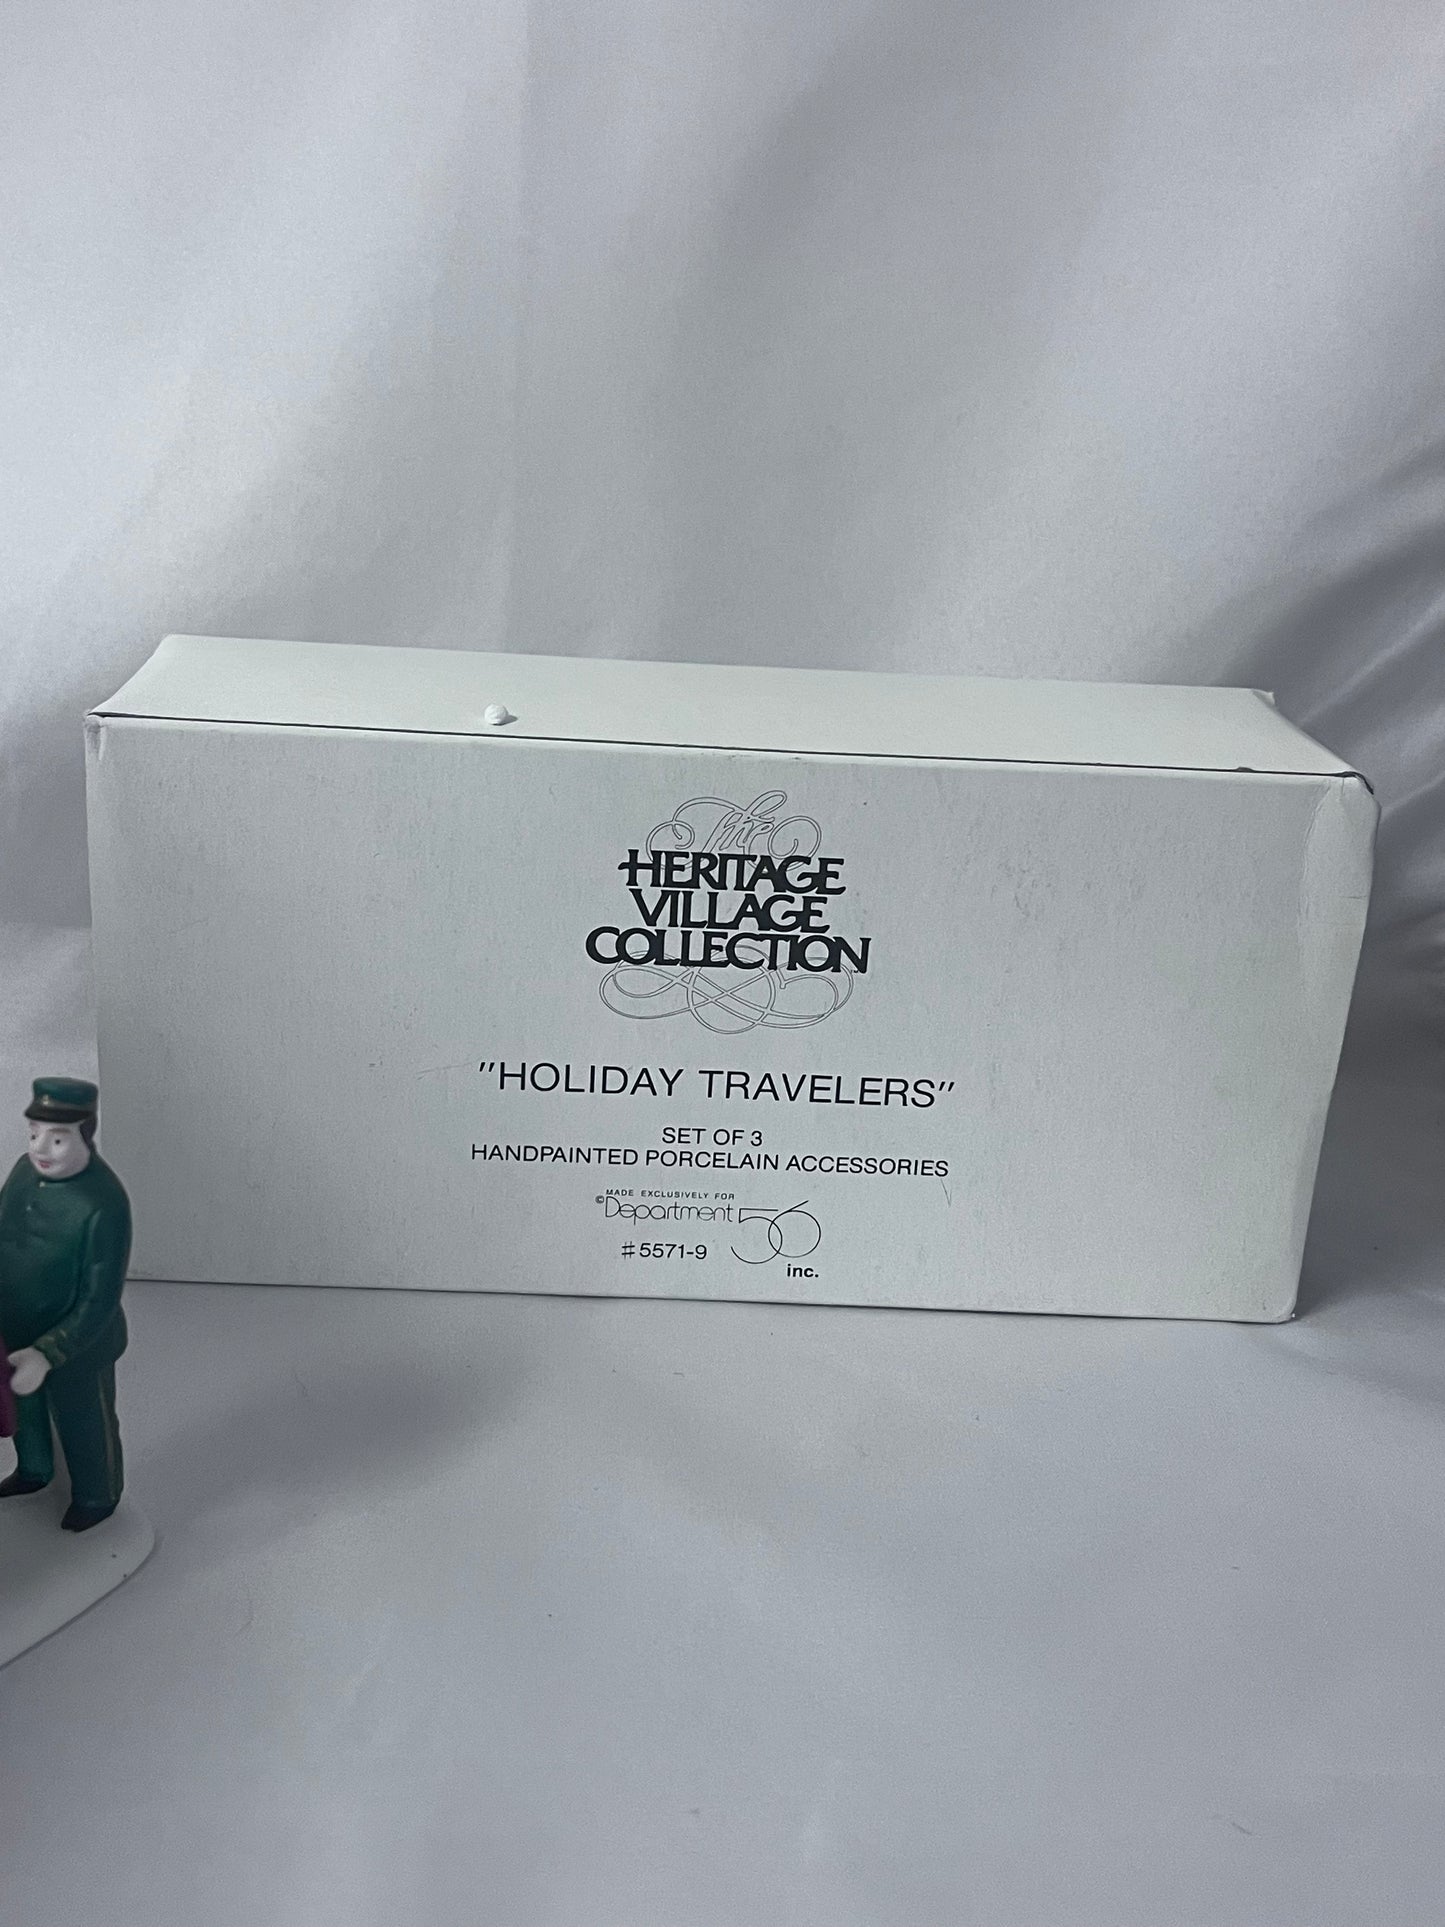 The
HERITAGE
VILLAGE
COLLECTION
"HOLIDAY TRAVELERS"
SET OF 3
HANDPAINTED PORCELAIN ACCESSORIES
MADE EXCLUSIVELY FOR
©Department 56
#5571-9
inc.